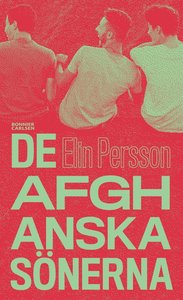 BONNIER
CARLSEN
DE Elin Persson
AFGH
ANSKA
SÖNERNA